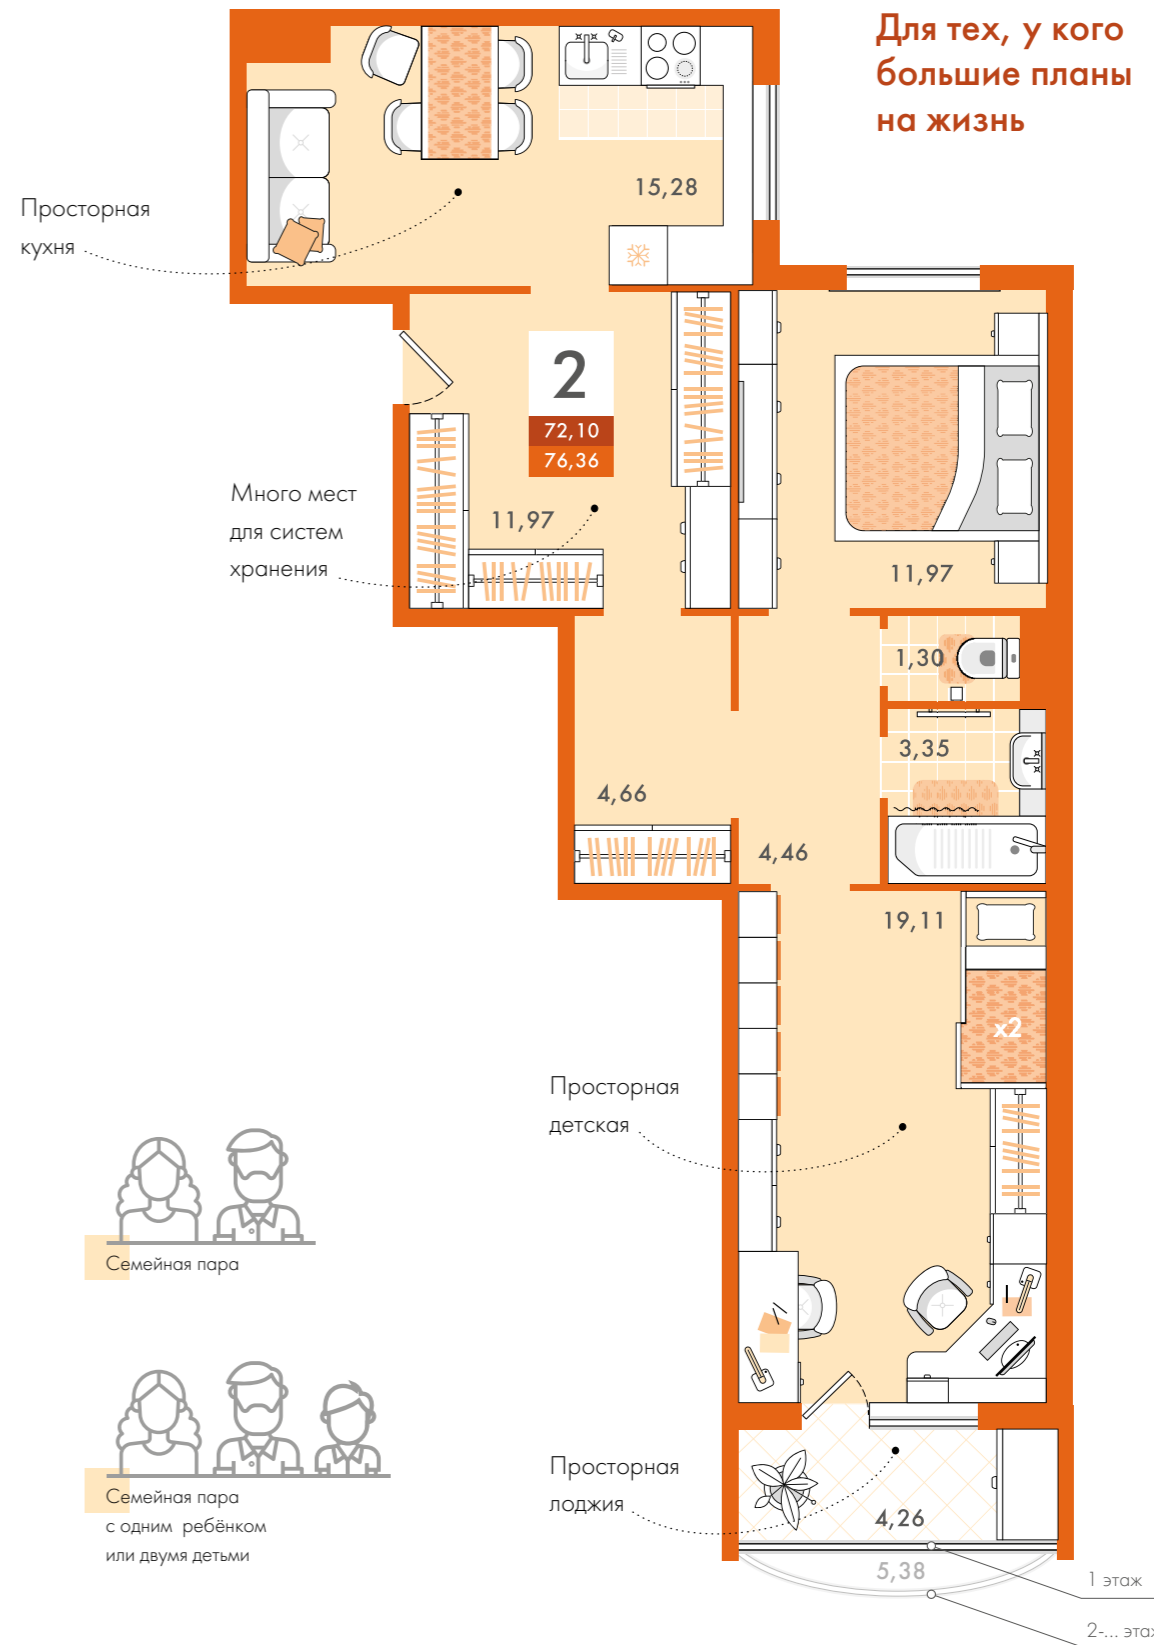 Для тех, у кого
большие планы
на жизнь
15,28
Просторная
кухня
2
72,10
76,36
Много мест
для систем
хранения
11,97
11,97
1,30
3,35
4,66
4,46
19,11
x2
Просторная
детская
Семейная пара
Просторная
лоджия
4,26
5,38
1 этаж
2-... этаж
Семейная пара
с одним ребёнком
или двумя детьми